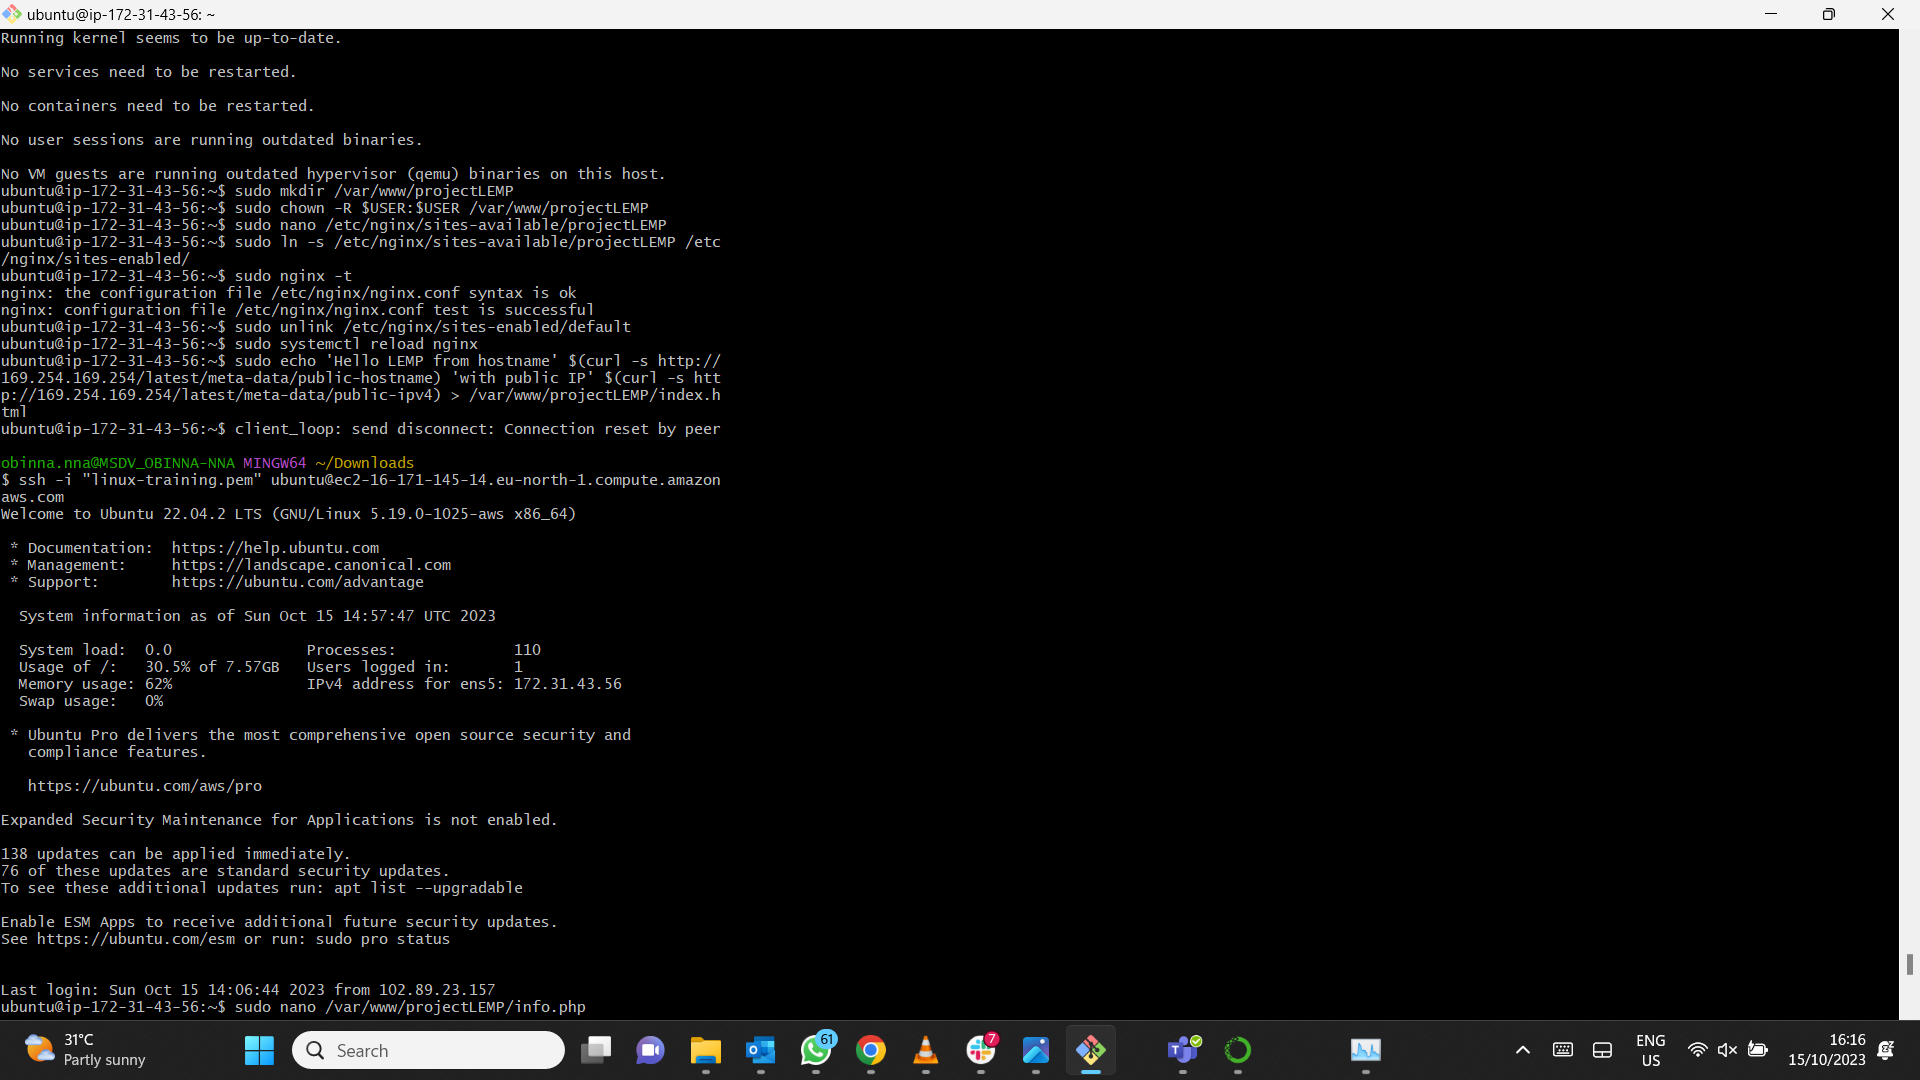 ubuntu@ip-172-31-43-56: ~
Running kernel seems to be up-to-date.
No services need to be restarted.
No containers need to be restarted.
No user sessions are running outdated binaries.
No VM guests are running outdated hypervisor (qemu) binaries on this host.
ubuntu@ip-172-31-43-56:~$ sudo mkdir /var/www/projectLEMP
ubuntu@ip-172-31-43-56:~$ sudo chown -R $USER:$USER /var/www/projectLEMP
ubuntu@ip-172-31-43-56:~$ sudo nano /etc/nginx/sites-available/projectLEMP
ubuntu@ip-172-31-43-56:~$ sudo ln -s /etc/nginx/sites-available/projectLEMP /etc
/nginx/sites-enabled/
ubuntu@ip-172-31-43-56:~$ sudo nginx -t
nginx: the configuration file /etc/nginx/nginx.conf syntax is ok
nginx: configuration file /etc/nginx/nginx.conf test is successful
ubuntu@ip-172-31-43-56:~$ sudo unlink /etc/nginx/sites-enabled/default
ubuntu@ip-172-31-43-56:~$ sudo systemctl reload nginx
ubuntu@ip-172-31-43-56:~$ sudo echo 'Hello LEMP from hostname' $(curl -s http://
169.254.169.254/latest/meta-data/public-hostname) 'with public IP' $(curl -s htt
p://169.254.169.254/latest/meta-data/public-ipv4) > /var/www/projectLEMP/index.h
tml
ubuntu@ip-172-31-43-56:~$ client_loop: send disconnect: Connection reset by peer
obinna.nna@MSDV_OBINNA-NNA MINGW64 ~/Downloads
$ ssh -i "linux-training.pem" ubuntu@ec2-16-171-145-14.eu-north-1.compute.amazon
aws.com
Welcome to Ubuntu 22.04.2 LTS (GNU/Linux 5.19.0-1025-aws x86_64)
* Documentation: https://help.ubuntu.com
* Management: https://landscape.canonical.com
* Support: https://ubuntu.com/advantage
System information as of Sun Oct 15 14:57:47 UTC 2023
System load: 0.0 Processes: 110
Usage of /: 30.5% of 7.57GB Users logged in: 1
Memory usage: 62% IPv4 address for ens5: 172.31.43.56
Swap usage: 0%
* Ubuntu Pro delivers the most comprehensive open source security and
compliance features.
https://ubuntu.com/aws/pro
Expanded Security Maintenance for Applications is not enabled.
138 updates can be applied immediately.
76 of these updates are standard security updates.
To see these additional updates run: apt list --upgradable
Enable ESM Apps to receive additional future security updates.
See https://ubuntu.com/esm or run: sudo pro status
Last login: Sun Oct 15 14:06:44 2023 from 102.89.23.157
ubuntu@ip-172-31-43-56:~$ sudo nano /var/www/projectLEMP/info.php
31°C
Partly sunny
Search
61
7
ENG
US
16:16
15/10/2023